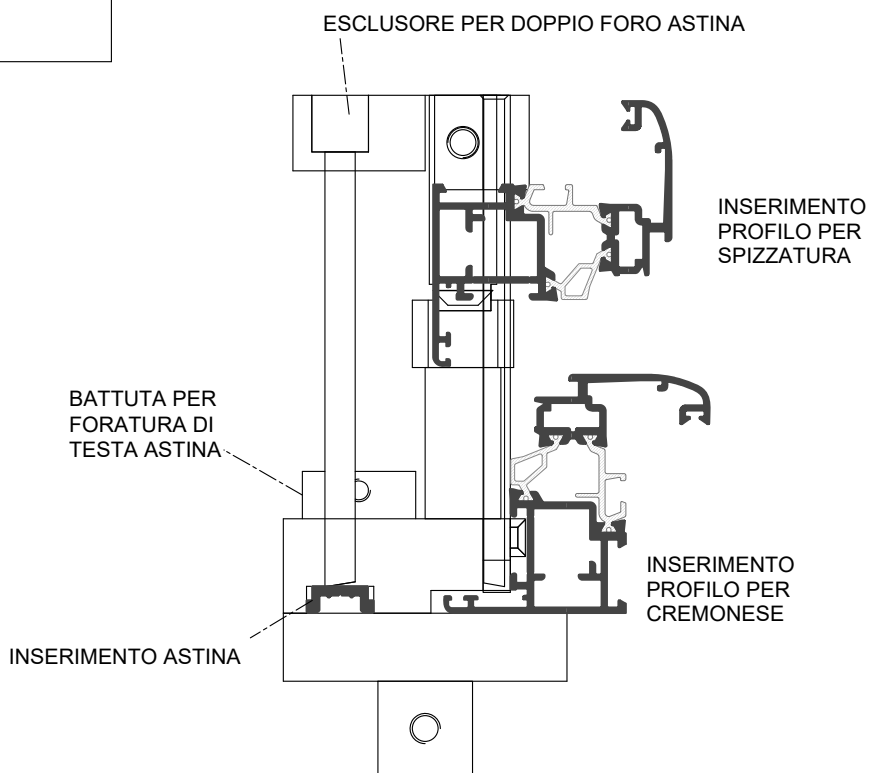 ESCLUSORE PER DOPPIO FORO ASTINA
INSERIMENTO
PROFILO PER
SPIZZATURA
BATTUTA PER
FORATURA DI
TESTA ASTINA
INSERIMENTO
PROFILO PER
CREMONESE
INSERIMENTO ASTINA